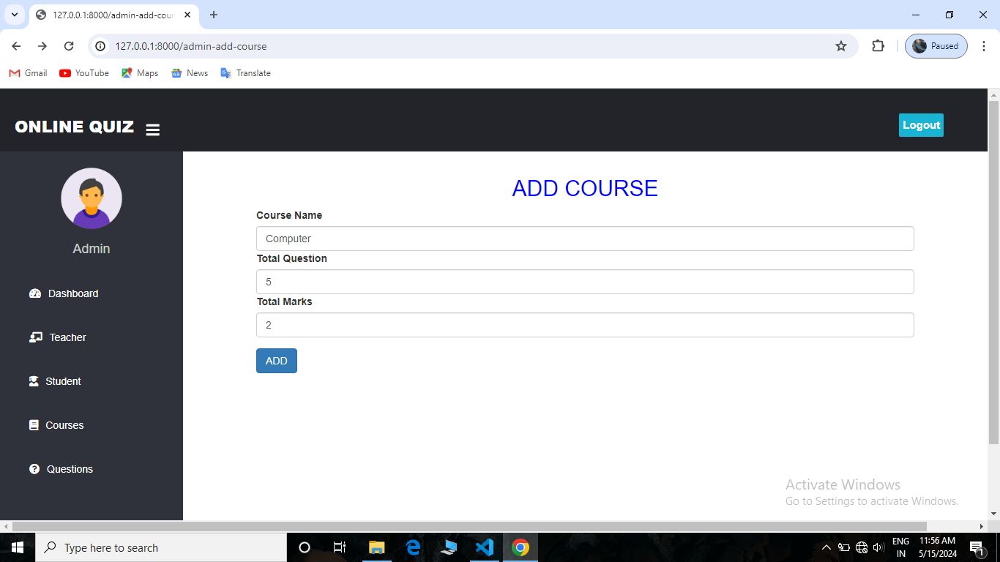 127.0.0.1:8000/admin-add-cour
127.0.0.1:8000/admin-add-course
Paused
Gmail
YouTube
Maps
News
Translate
ONLINE QUIZ
Logout
Admin
Dashboard
Teacher
Student
Courses
Questions
ADD COURSE
Course Name
Computer
Total Question
5
Total Marks
2
ADD
Activate Windows
Go to Settings to activate Windows.
Type here to search
ENG
IN
11:56 AM
5/15/2024
1